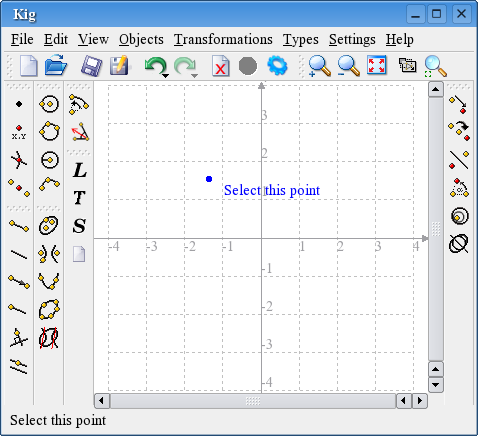 Kig
File Edit View Objects Transformations Types Settings Help
x,y
L
T
S
3
2
Select this point
-4 -3 -2 -1 1 2 3 4
-1
-2
-3
-4
Select this point